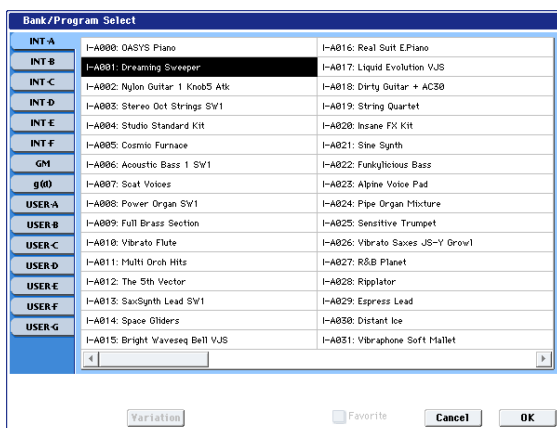 Bank/Program Select
INT-A
INT-B
INT-C
INT-D
INT-E
INT-F
GM
g(d)
USER-A
USER-B
USER-C
USER-D
USER-E
USER-F
USER-G
I-A000: OASYS Piano
I-A001: Dreaming Sweeper
I-A002: Nylon Guitar 1 Knob5 Atk
I-A003: Stereo Oct Strings SW1
I-A004: Studio Standard Kit
I-A005: Cosmic Furnace
I-A006: Acoustic Bass 1 SW1
I-A007: Scat Voices
I-A008: Power Organ SW1
I-A009: Full Brass Section
I-A010: Vibrato Flute
I-A011: Multi Orch Hits
I-A012: The 5th Vector
I-A013: SaxSynth Lead SW1
I-A014: Space Gliders
I-A015: Bright Waveseq Bell VJS
I-A016: Real Suit E.Piano
I-A017: Liquid Evolution VJS
I-A018: Dirty Guitar + AC30
I-A019: String Quartet
I-A020: Insane FX Kit
I-A021: Sine Synth
I-A022: Funkylicious Bass
I-A023: Alpine Voice Pad
I-A024: Pipe Organ Mixture
I-A025: Sensitive Trumpet
I-A026: Vibrato Saxes JS-Y Growl
I-A027: R&B Planet
I-A028: Ripplator
I-A029: Espress Lead
I-A030: Distant Ice
I-A031: Vibraphone Soft Mallet
Variation
Favorite
Cancel
OK